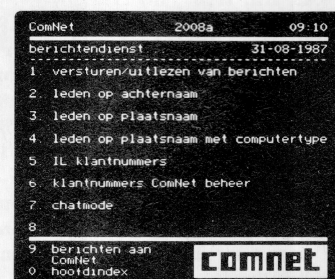 ComNet 2008a 09:10
berichtendienst 31-08-1987
1. versturen/uitlezen van berichten
2. leden op achternaam
3. leden op plaatsnaam
4. leden op plaatsnaam met computertype
5. IL klantnummers
6. klantnummers ComNet beheer
7. chatmode
8.
9. berichten aan
ComNet
0. hoofdindex
comnet